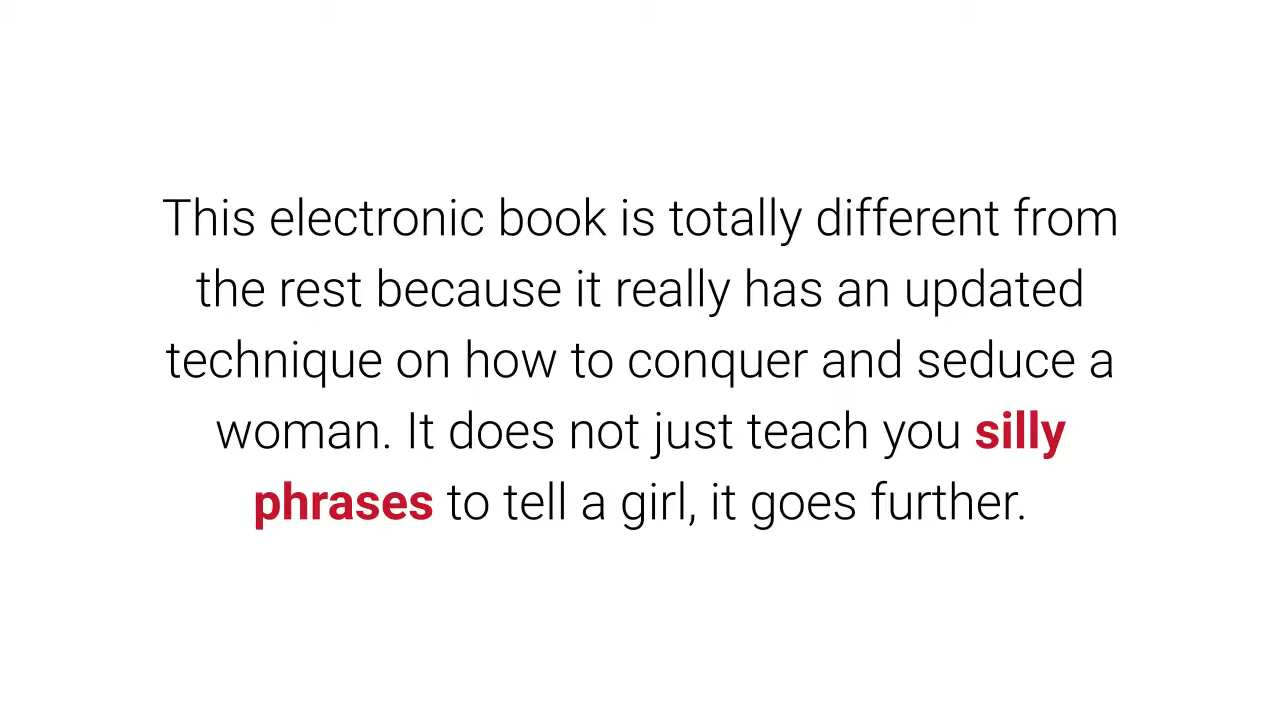 This electronic book is totally different from
the rest because it really has an updated
technique on how to conquer and seduce a
woman. It does not just teach you silly
phrases to tell a girl, it goes further.